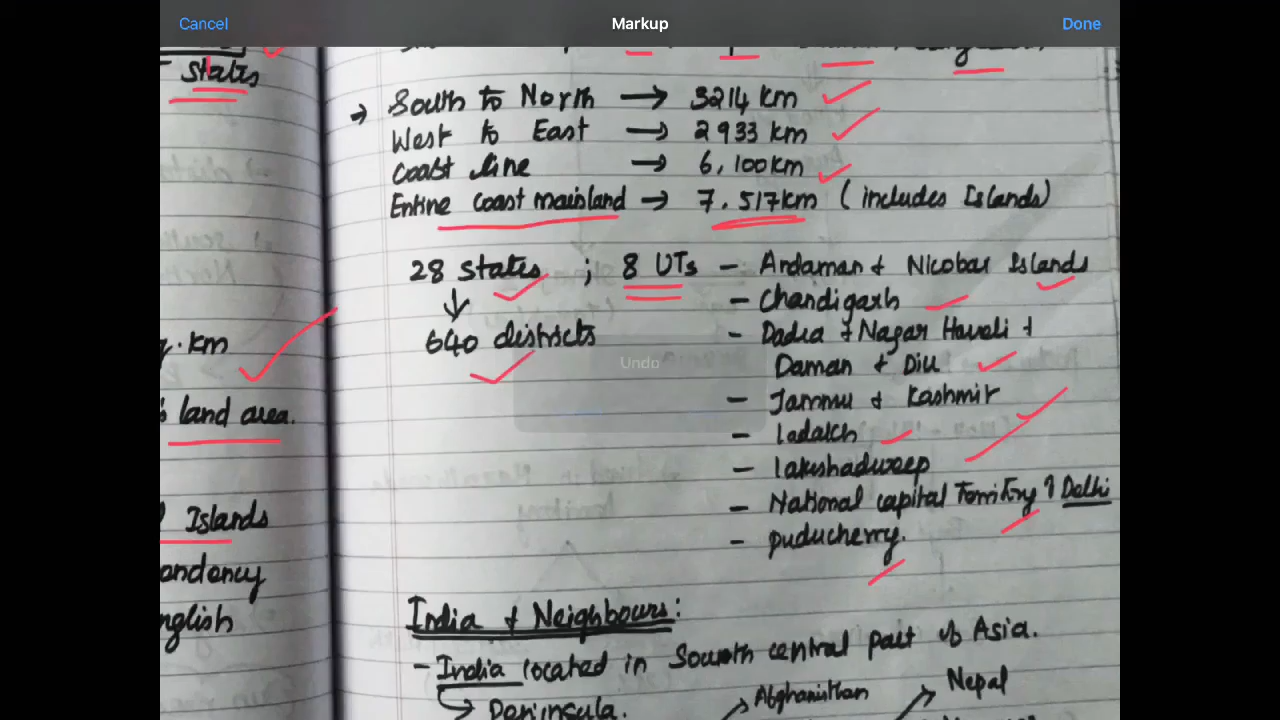 Cancel Markup Done
states
→ South to North → 3214 km
West to East → 2933 km
Coast line → 6,100km
Entire coast mainland → 7,517km (includes Islands)
28 states ; 8 UTs - Andaman & Nicobar Islands
- Chandigarh
640 districts
- Dadra & Nagar Haveli &
Daman & Diu
Undo
- Jammu & Kashmir
- ladakh
- lakshadweep
- National capital Territory of Delhi
- puducherry.
km
land area.
Islands
endency
nglish
India & Neighbours:
- India located in South central part of Asia.
Peninsula.
Afghanisthan
Nepal